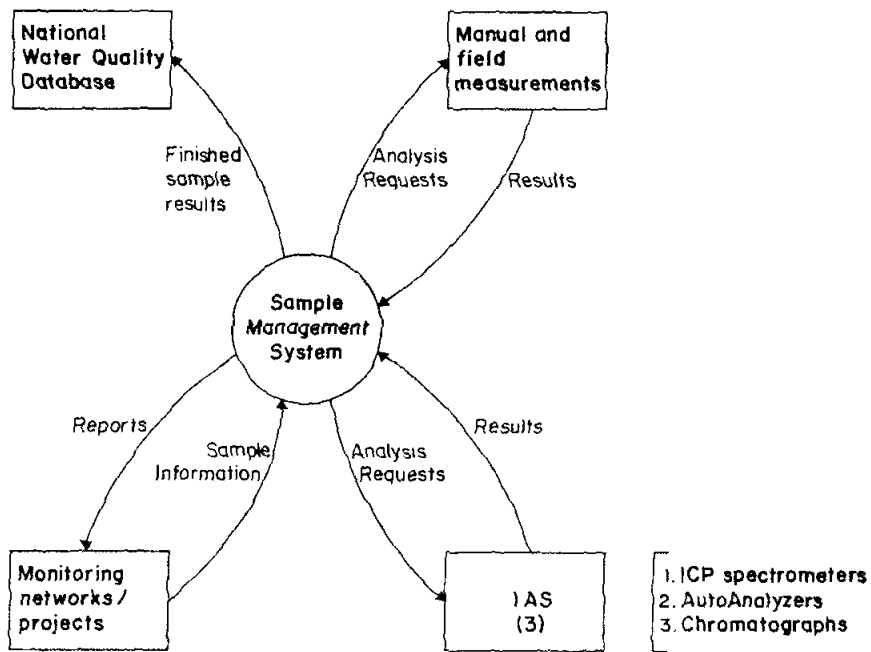 National
Water Quality
Database
Manual and
field
measurements
Finished
sample
results
Analysis
Requests
Results
Sample
Management
System
Reports
Sample
Information
Analysis
Requests
Results
Monitoring
networks/
projects
IAS
(3)
1. ICP spectrometers
2. AutoAnalyzers
3. Chromatographs